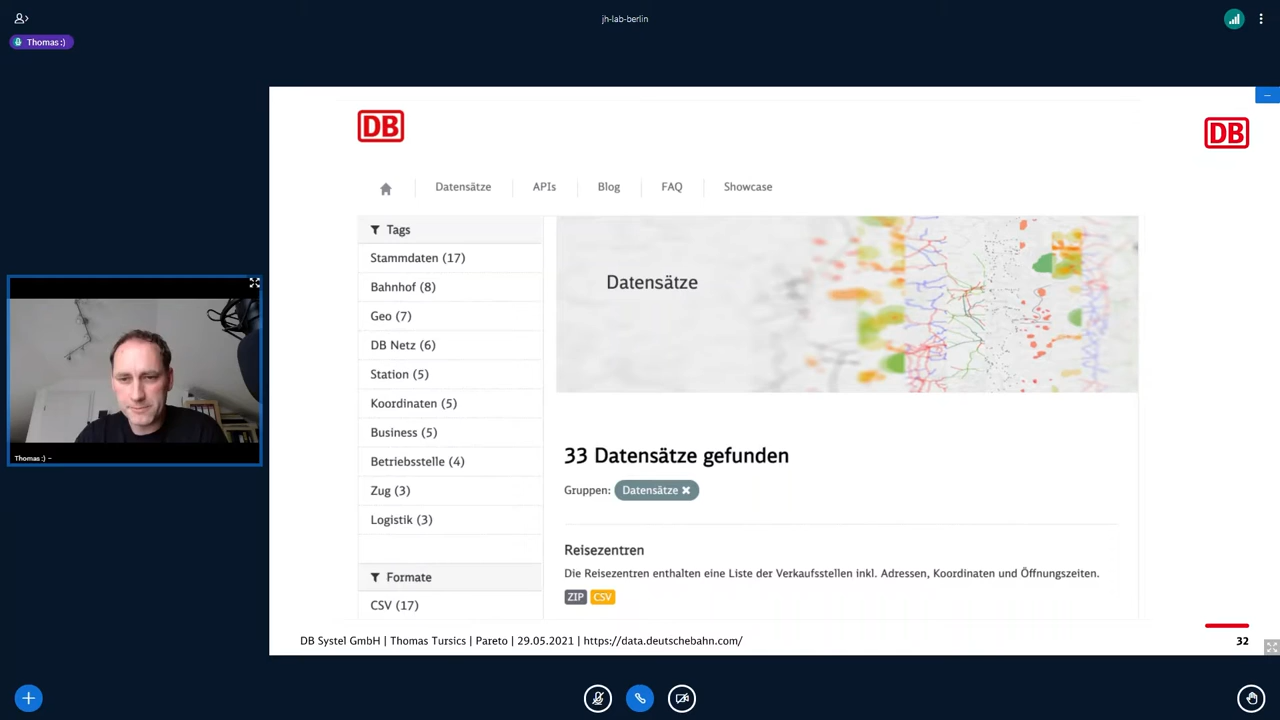 jh-lab-berlin
Thomas :)
DB
DB
Datensätze
APIs
Blog
FAQ
Showcase
Tags
Stammdaten (17)
Bahnhof (8)
Geo (7)
DB Netz (6)
Station (5)
Koordinaten (5)
Business (5)
Betriebsstelle (4)
Zug (3)
Logistik (3)
Formate
CSV (17)
Datensätze
33 Datensätze gefunden
Gruppen: Datensätze ✖
Reisezentren
Die Reisezentren enthalten eine Liste der Verkaufsstellen inkl. Adressen, Koordinaten und Öffnungszeiten.
ZIP CSV
Thomas :)
DB Systel GmbH | Thomas Tursics | Pareto | 29.05.2021 | https://data.deutschebahn.com/
32